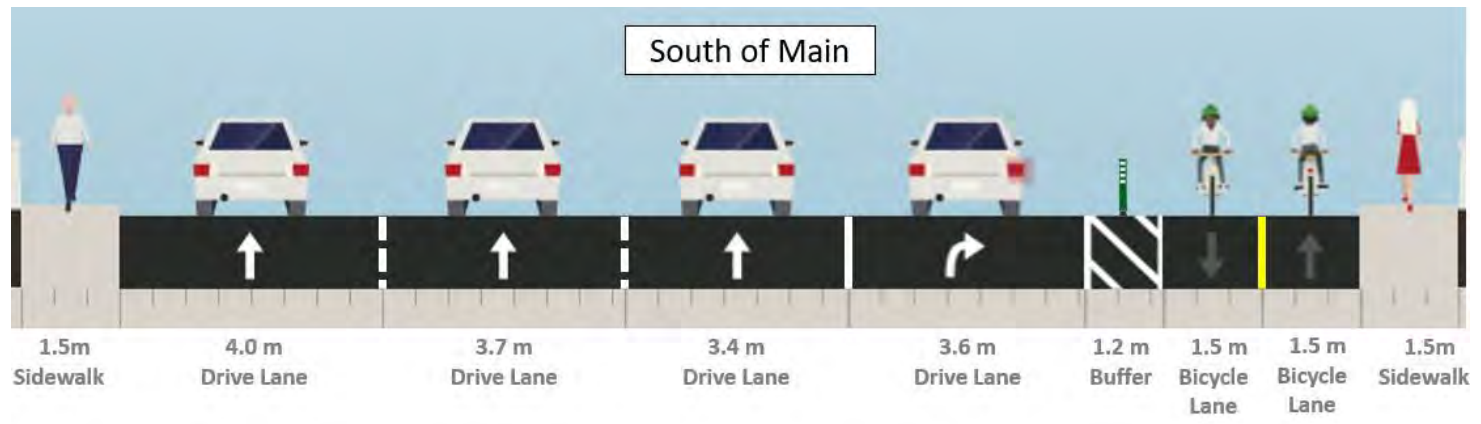 South of Main
1.5m
Sidewalk
4.0 m
Drive Lane
3.7 m
Drive Lane
3.4 m
Drive Lane
3.6 m
Drive Lane
1.2 m
Buffer
1.5 m
Bicycle
Lane
1.5 m
Bicycle
Lane
1.5m
Sidewalk